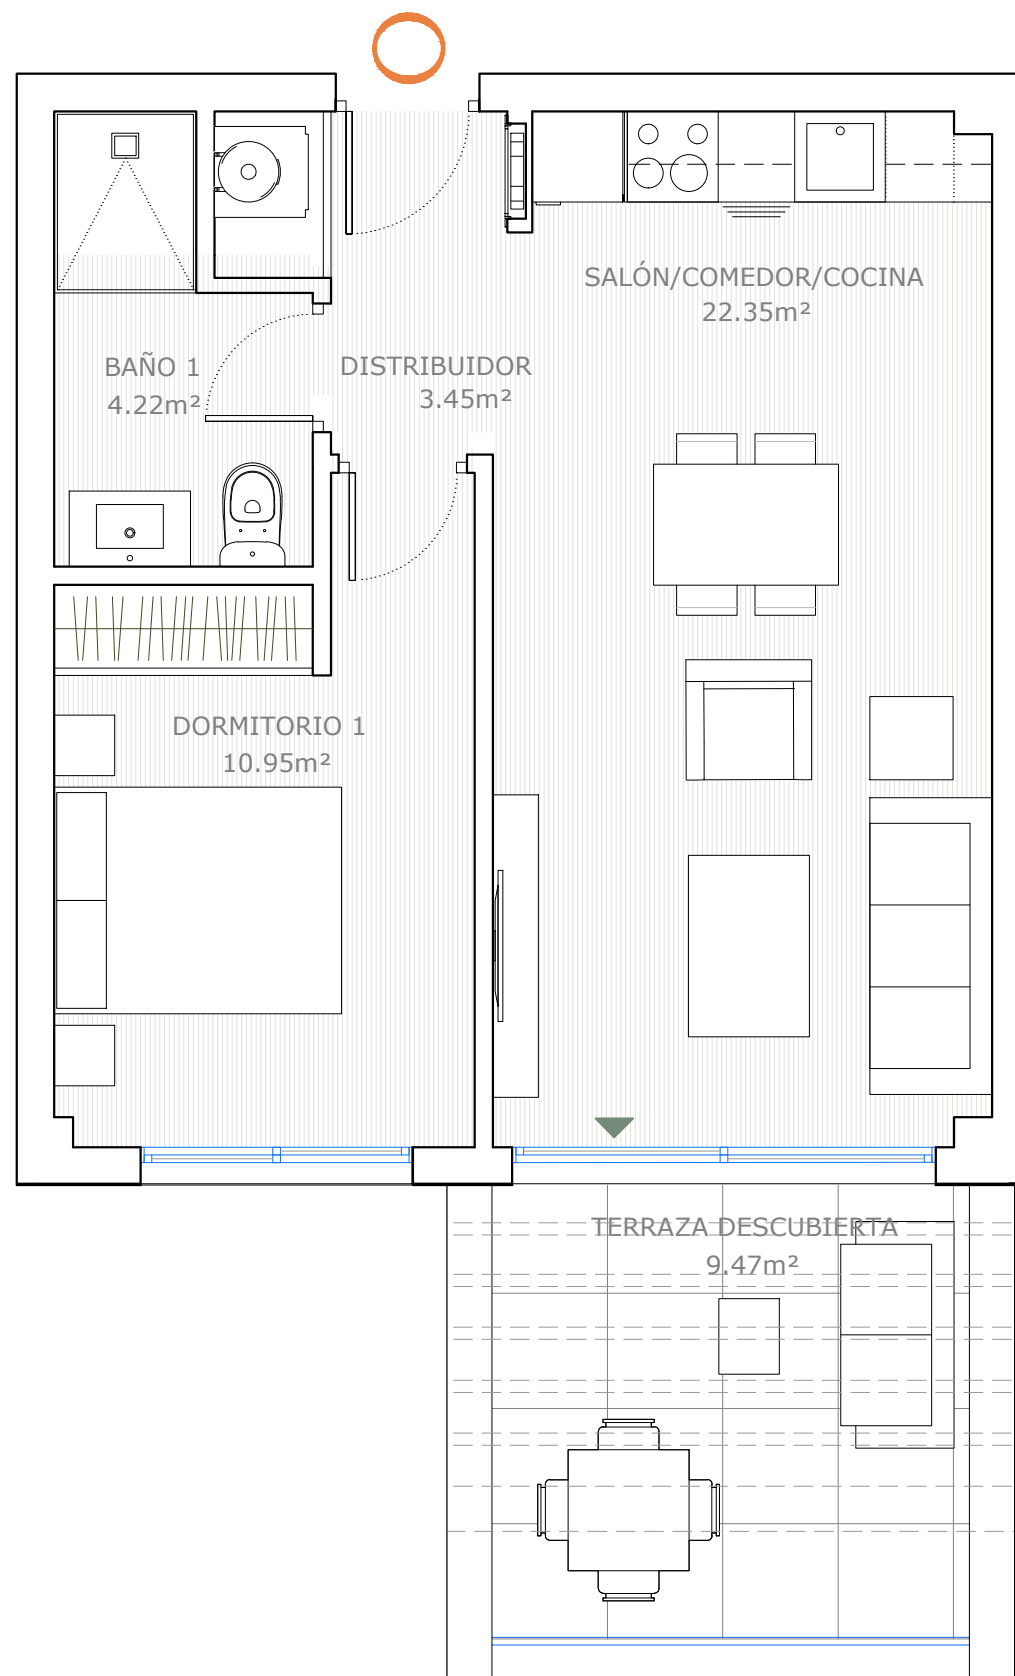 SALÓN/COMEDOR/COCINA
22.35m²
BAÑO 1
4.22m²
DISTRIBUIDOR
3.45m²
DORMITORIO 1
10.95m²
TERRAZA DESCUBIERTA
9.47m²